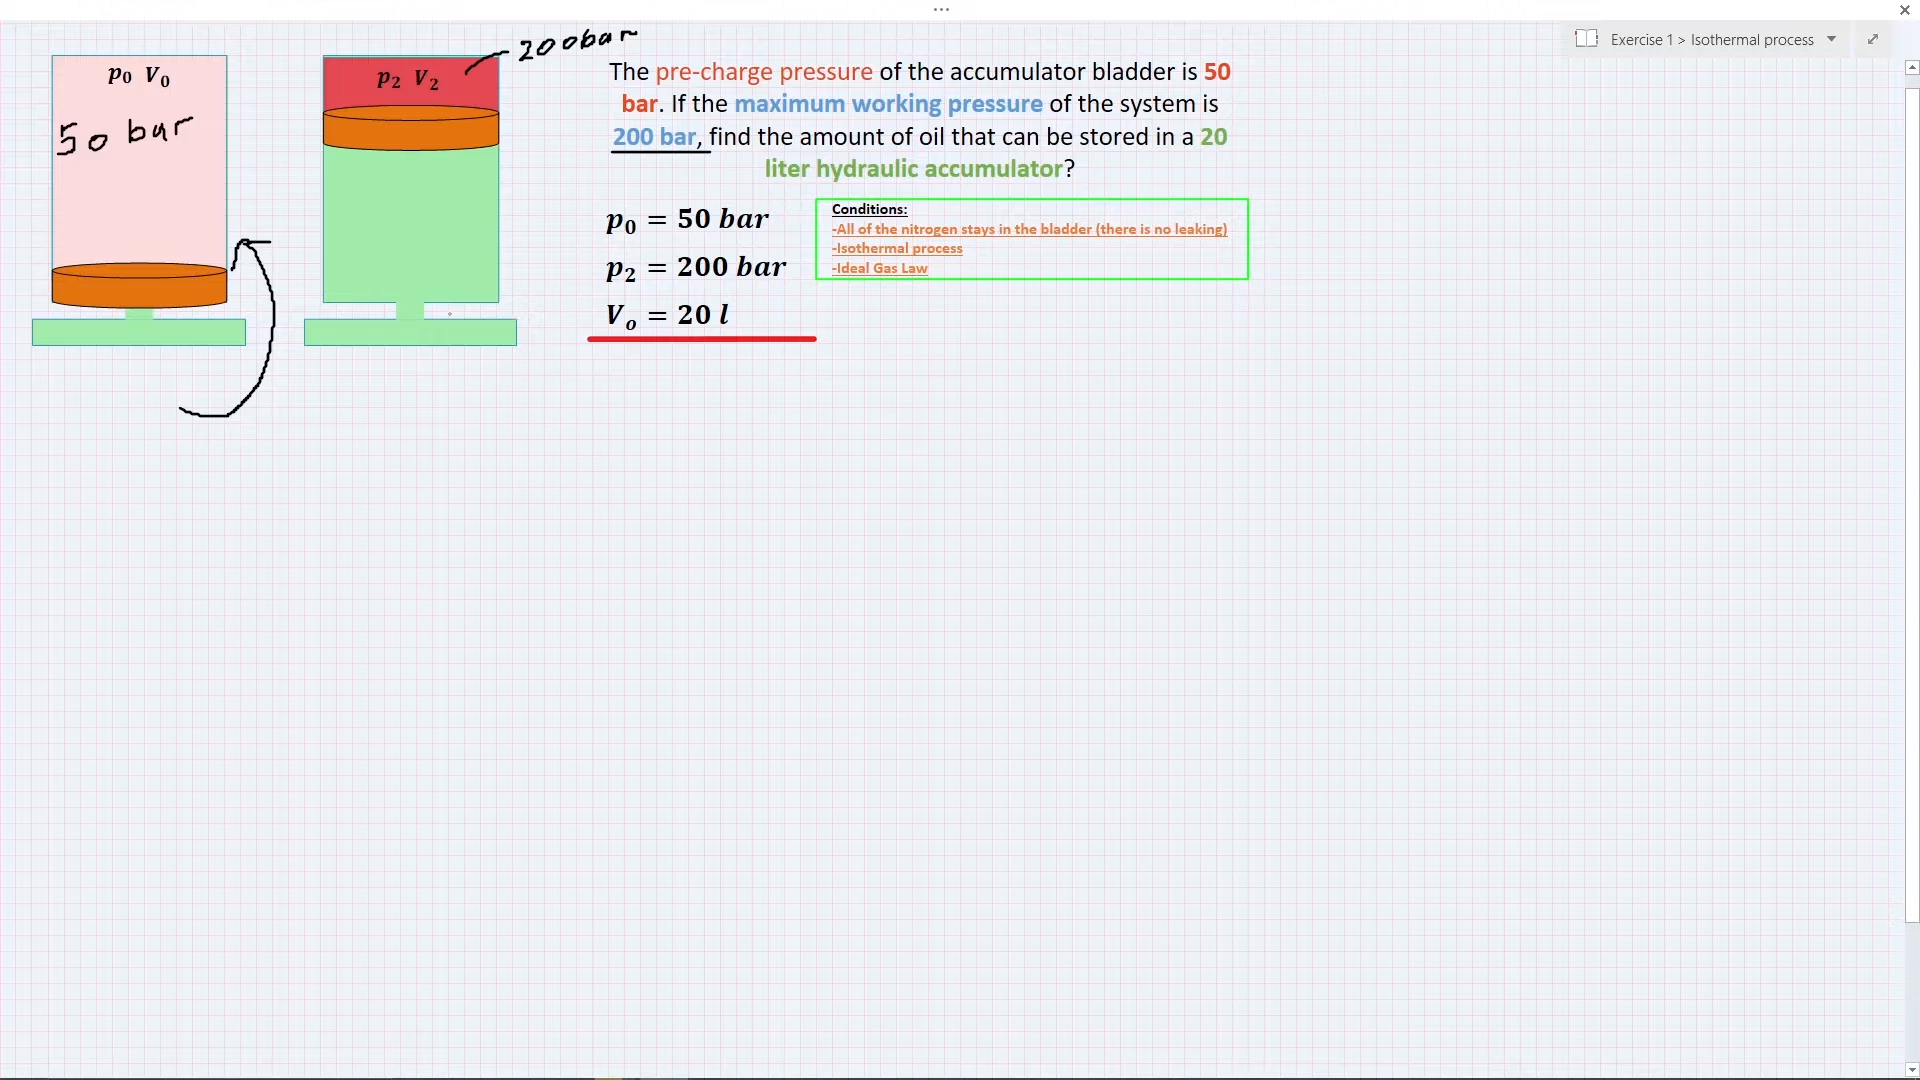 Exercise 1 > Isothermal process
p₀ V₀
50 bar
p₂ V₂
200bar
The pre-charge pressure of the accumulator bladder is 50
bar. If the maximum working pressure of the system is
200 bar, find the amount of oil that can be stored in a 20
liter hydraulic accumulator?
p₀ = 50 bar
p₂ = 200 bar
Vₒ = 20 l
Conditions:
-All of the nitrogen stays in the bladder (there is no leaking)
-Isothermal process
-Ideal Gas Law